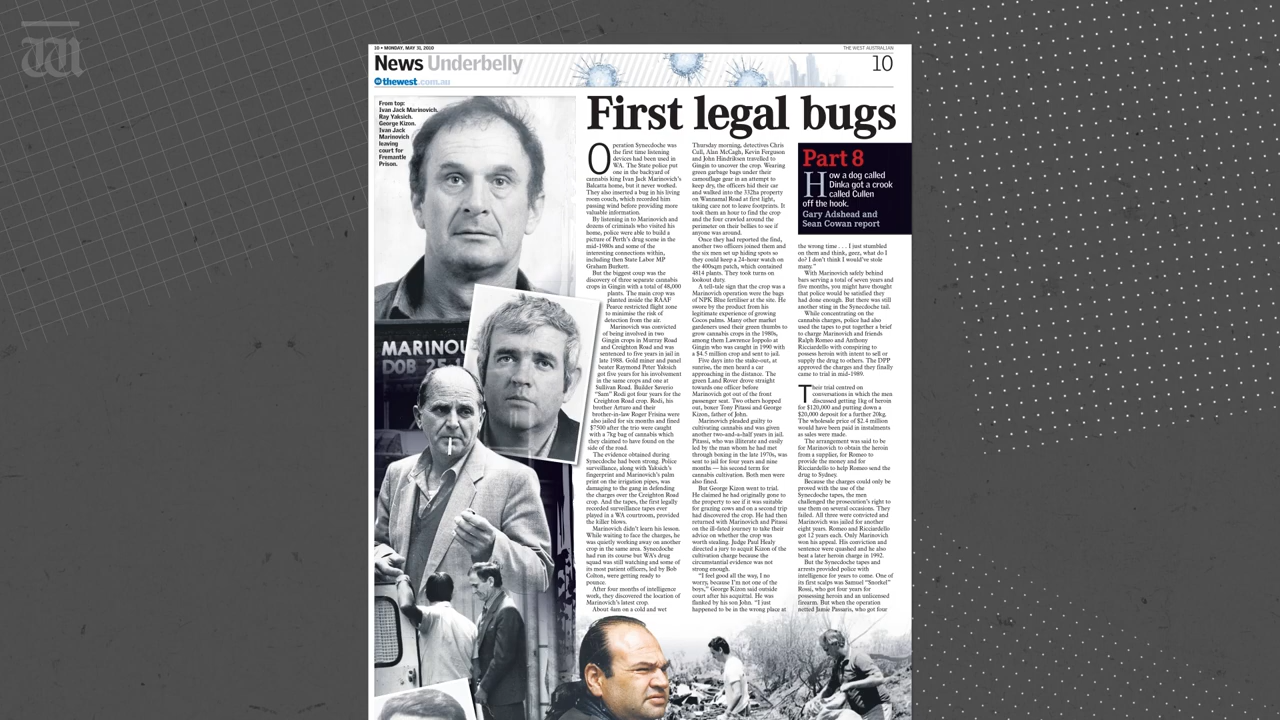 10 • MONDAY, MAY 31, 2010
THE WEST AUSTRALIAN
News Underbelly
10
thewest.com.au
From top:
Ivan Jack Marinovich.
Ray Yaksich.
George Kizon.
Ivan Jack
Marinovich
leaving
court for
Fremantle
Prison.
First legal bugs
Operation Synecdoche was
the first time listening
devices had been used in
WA. The State police put
one in the backyard of
cannabis king Ivan Jack Marinovich's
Balcatta home, but it never worked.
They also inserted a bug in his living
room couch, which recorded him
passing wind before providing more
valuable information.
By listening in to Marinovich and
dozens of criminals who visited his
home, police were able to build a
picture of Perth's drug scene in the
mid-1980s and some of the
interesting connections within,
including then State Labor MP
Graham Burkett.
But the biggest coup was the
discovery of three separate cannabis
crops in Gingin with a total of 48,000
plants. The main crop was
planted inside the RAAF
Pearce restricted flight zone
to minimise the risk of
detection from the air.
Marinovich was convicted
of being involved in two
Gingin crops in Murray Road
and Creighton Road and was
sentenced to five years in jail in
late 1988. Gold miner and panel
beater Raymond Peter Yaksich
got five years for his involvement
in the same crops and one at
Sullivan Road. Builder Saverio
"Sam" Rodi got four years for the
Creighton Road crop. Rodi, his
brother Arturo and their
brother-in-law Roger Frisina were
also jailed for six months and fined
$7500 after the trio were caught
with a 7kg bag of cannabis which
they claimed to have found on the
side of the road.
The evidence obtained during
Synecdoche had been strong. Police
surveillance, along with Yaksich's
fingerprint and Marinovich's palm
print on the irrigation pipes, was
damaging to the gang in defending
the charges over the Creighton Road
crop. And the tapes, the first legally
recorded surveillance tapes ever
played in a WA courtroom, provided
the killer blows.
Marinovich didn't learn his lesson.
While waiting to face the charges, he
was quietly working away on another
crop in the same area. Synecdoche
had run its course but WA's drug
squad was still watching and some of
its most patient officers, led by Bob
Colton, were getting ready to
pounce.
After four months of intelligence
work, they discovered the location of
Marinovich's latest crop.
About 4am on a cold and wet
Thursday morning, detectives Chris
Cull, Alan McCagh, Kevin Ferguson
and John Hindriksen travelled to
Gingin to uncover the crop. Wearing
green garbage bags under their
camouflage gear in an attempt to
keep dry, the officers hid their car
and walked into the 332ha property
on Wannamal Road at first light,
taking care not to leave footprints. It
took them an hour to find the crop
and the four crawled around the
perimeter on their bellies to see if
anyone was around.
Once they had reported the find,
another two officers joined them and
the six men set up hiding spots so
they could keep a 24-hour watch on
the 400sqm patch, which contained
4814 plants. They took turns on
lookout duty.
A tell-tale sign that the crop was a
Marinovich operation were the bags
of NPK Blue fertiliser at the site. He
swore by the product from his
legitimate experience of growing
Cocos palms. Many other market
gardeners used their green thumbs to
grow cannabis crops in the 1980s,
among them Lawrence Ioppolo at
Gingin who was caught in 1990 with
a $4.5 million crop and sent to jail.
Five days into the stake-out, at
sunrise, the men heard a car
approaching in the distance. The
green Land Rover drove straight
towards one officer before
Marinovich got out of the front
passenger seat. Two others hopped
out, boxer Tony Pitassi and George
Kizon, father of John.
Marinovich pleaded guilty to
cultivating cannabis and was given
another two-and-a-half years in jail.
Pitassi, who was illiterate and easily
led by the man whom he had met
through boxing in the late 1970s, was
sent to jail for four years and nine
months — his second term for
cannabis cultivation. Both men were
also fined.
But George Kizon went to trial.
He claimed he had originally gone to
the property to see if it was suitable
for grazing cows and on a second trip
had discovered the crop. He had then
returned with Marinovich and Pitassi
on the ill-fated journey to take their
advice on whether the crop was
worth stealing. Judge Paul Healy
directed a jury to acquit Kizon of the
cultivation charge because the
circumstantial evidence was not
strong enough.
"I feel good all the way, I no
worry, because I'm not one of the
boys," George Kizon said outside
court after his acquittal. He was
flanked by his son John. "I just
happened to be in the wrong place at
Part 8
How a dog called
Dinka got a crook
called Cullen
off the hook.
Gary Adshead and
Sean Cowan report
the wrong time . . . I just stumbled
on them and think, geer, what do I
do? I don't think I would've stole
many."
With Marinovich safely behind
bars serving a total of seven years and
five months, you might have thought
that police would be satisfied they
had done enough. But there was still
another sting in the Synecdoche tail.
While concentrating on the
cannabis charges, police had also
used the tapes to put together a brief
to charge Marinovich and friends
Ralph Romeo and Anthony
Ricciardello with conspiring to
possess heroin with intent to sell or
supply the drug to others. The DPP
approved the charges and they finally
came to trial in mid-1989.
Their trial centred on
conversations in which the men
discussed getting 1kg of heroin
for $120,000 and putting down a
$20,000 deposit for a further 20kg.
The wholesale price of $2.4 million
would have been paid in instalments
as sales were made.
The arrangement was said to be
for Marinovich to obtain the heroin
from a supplier, for Romeo to
provide the money and for
Ricciardello to help Romeo send the
drug to Sydney.
Because the charges could only be
proved with the use of the
Synecdoche tapes, the men
challenged the prosecution's right to
use them on several occasions. They
failed. All three were convicted and
Marinovich was jailed for another
eight years. Romeo and Ricciardello
got 12 years each. Only Marinovich
won his appeal. His conviction and
sentence were quashed and he also
beat a later heroin charge in 1992.
But the Synecdoche tapes and
arrests provided police with
intelligence for years to come. One of
its first scalps was Samuel "Snorkel"
Rossi, who got four years for
possessing heroin and an unlicensed
firearm. But when the operation
netted Jamie Passaris, who got four
MARINOU
DOB 25